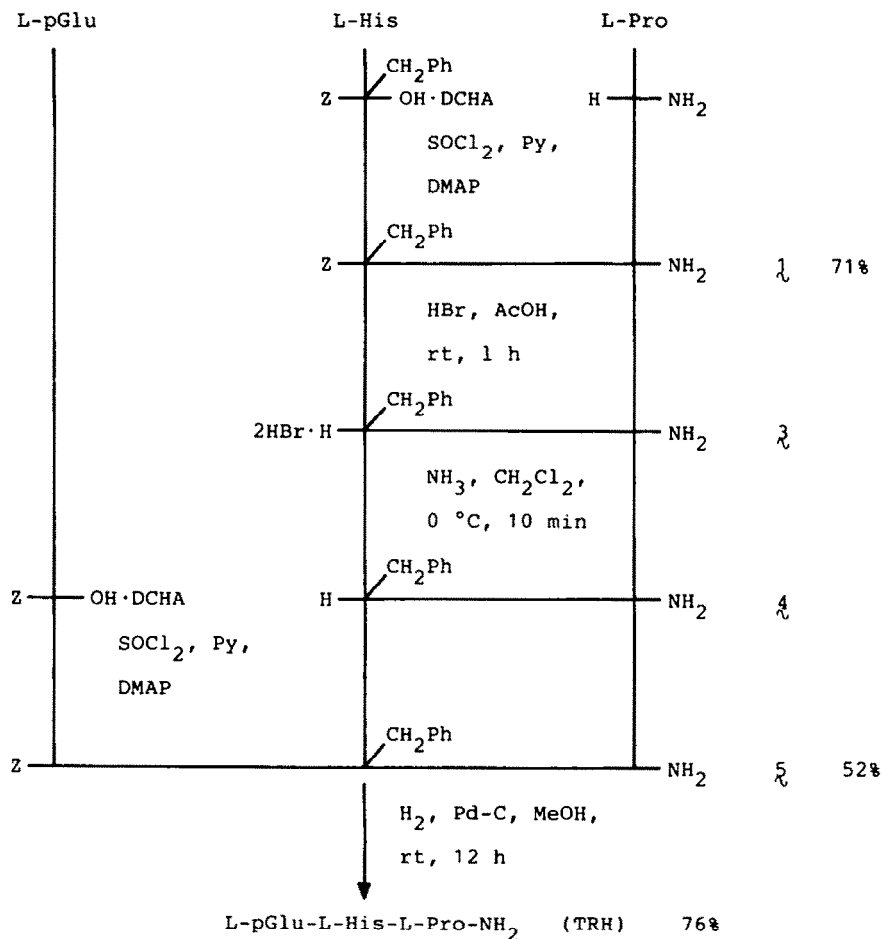 L-pGlu L-His L-Pro
CH2Ph
Z OH·DCHA H NH2
SOCl2, Py,
DMAP
CH2Ph
Z NH2 1 71%
HBr, AcOH,
rt, 1 h
CH2Ph
2HBr·H NH2 3
NH3, CH2Cl2,
0 °C, 10 min
CH2Ph
Z OH·DCHA H NH2 4
SOCl2, Py,
DMAP
CH2Ph
Z NH2 5 52%
H2, Pd-C, MeOH,
rt, 12 h
L-pGlu-L-His-L-Pro-NH2 (TRH) 76%